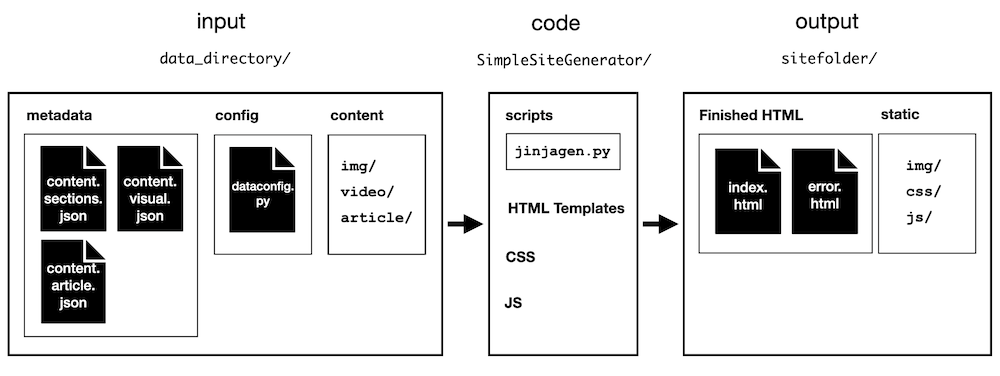 input
data_directory/
metadata
content.
sections.
json
content.
visual.
json
content.
article.
json
config
dataconfig.
py
content
img/
video/
article/
code
SimpleSiteGenerator/
scripts
jinjagen.py
HTML Templates
CSS
JS
output
sitefolder/
Finished HTML
index.
html
error.
html
static
img/
css/
js/